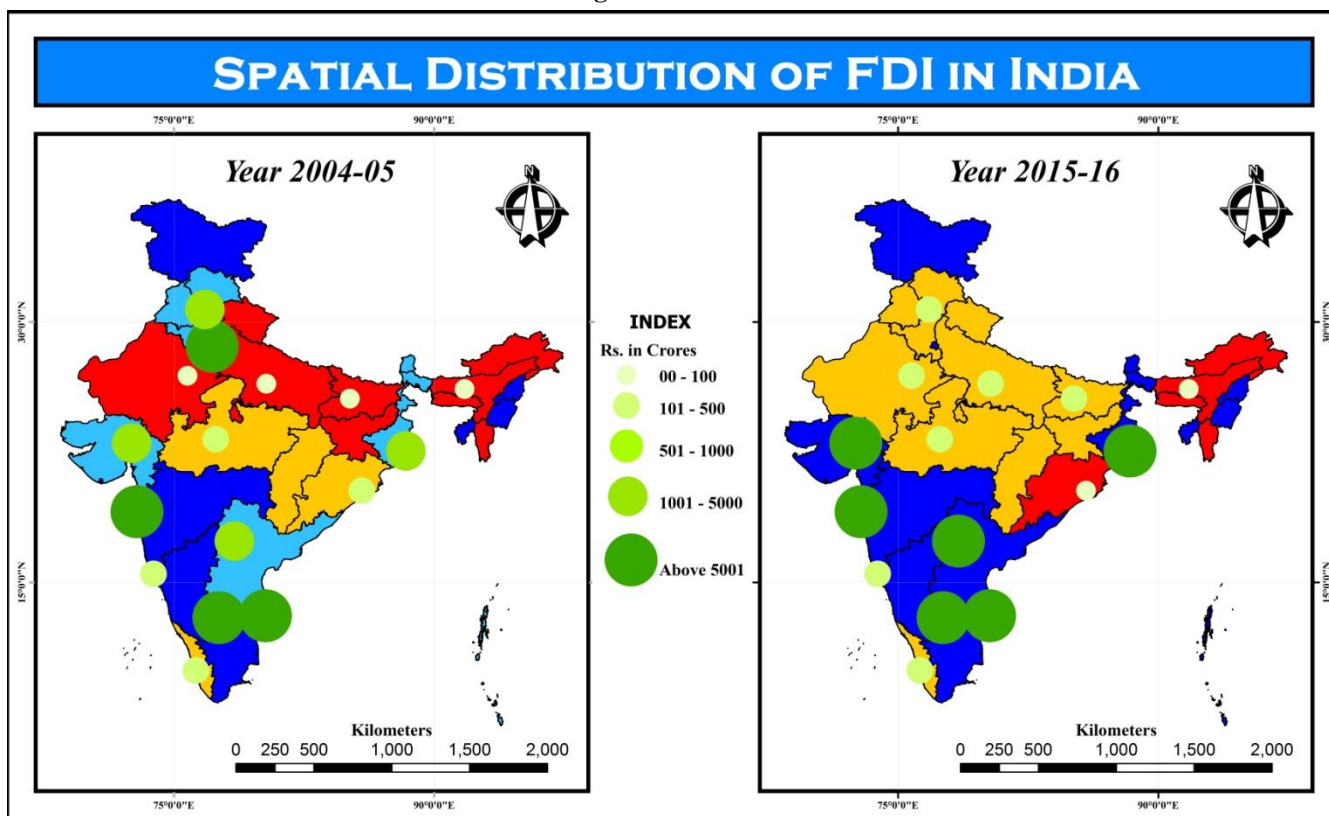 SPATIAL DISTRIBUTION OF FDI IN INDIA
75°0'0"E 90°0'0"E
75°0'0"E 90°0'0"E
Year 2004-05
N
Year 2015-16
N
30°0'0"N
30°0'0"N
INDEX
Rs. in Crores
00 - 100
101 - 500
501 - 1000
1001 - 5000
Above 5001
15°0'0"N
15°0'0"N
Kilometers
0 250 500 1,000 1,500 2,000
Kilometers
0 250 500 1,000 1,500 2,000
75°0'0"E 90°0'0"E
75°0'0"E 90°0'0"E